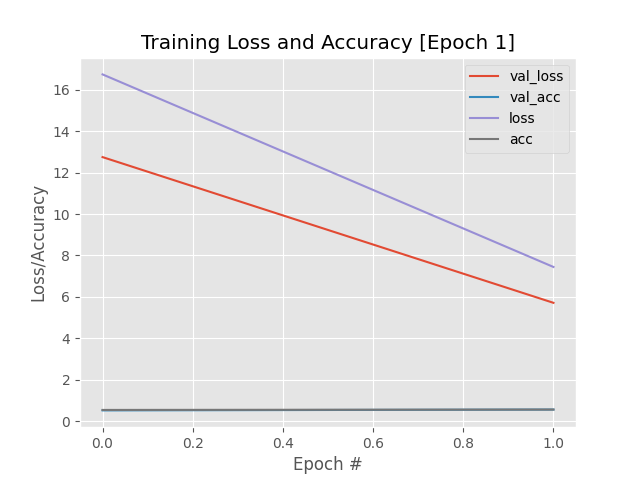 Training Loss and Accuracy [Epoch 1]
val_loss
val_acc
loss
acc
Loss/Accuracy
16
14
12
10
8
6
4
2
0
0.0 0.2 0.4 0.6 0.8 1.0
Epoch #